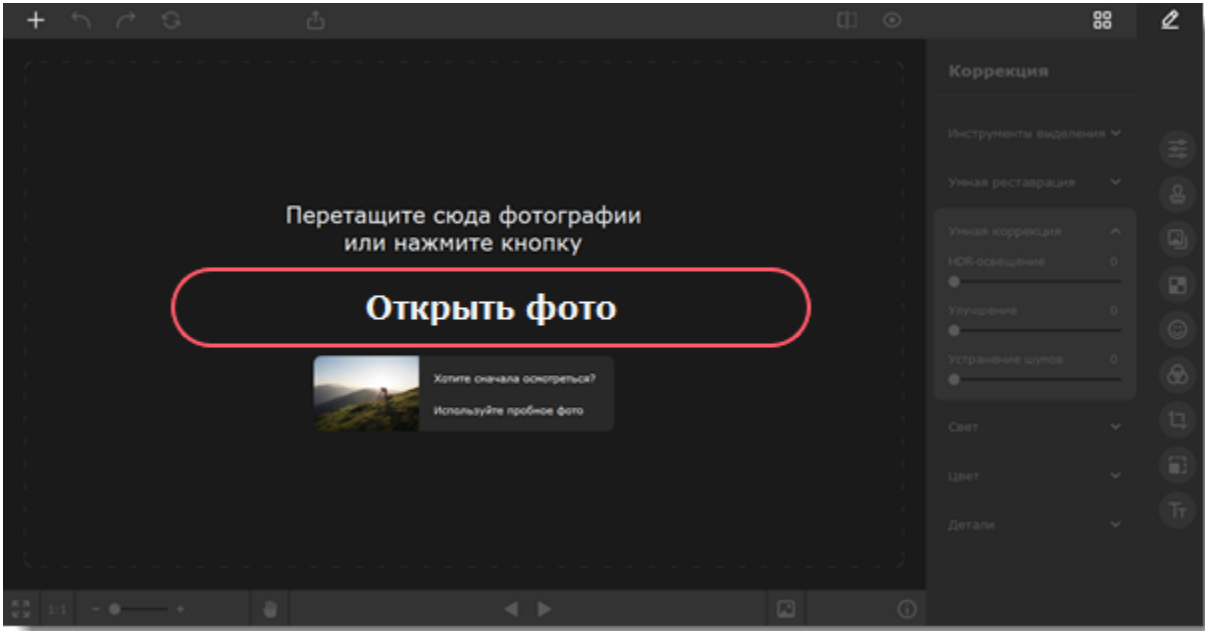 Коррекция
Инструменты выделения
Умная реставрация
Перетащите сюда фотографии
или нажмите кнопку
Умная коррекция
HDR-освещение 0
Открыть фото
Улучшение 0
Устранение шумов 0
Хотите сначала осмотреться?
Используйте пробное фото
Свет
Цвет
Тт
Детали
1:1